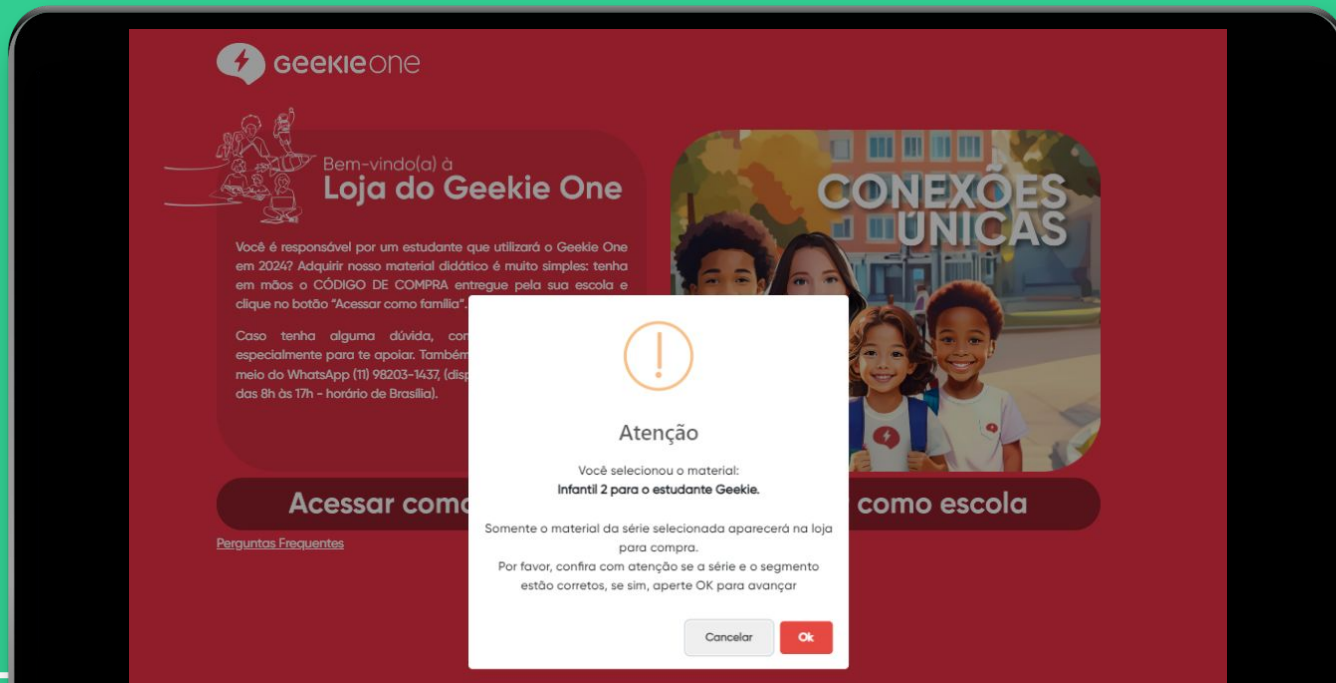 Geekie One
Bem-vindo(a) à
Loja do Geekie One
Você é responsável por um estudante que utilizará o Geekie One
em 2024? Adquirir nosso material didático é muito simples: tenha
em mãos o CÓDIGO DE COMPRA entregue pela sua escola e
clique no botão "Acessar como família".
Caso tenha alguma dúvida,
especialmente para te apoiar. Também
meio do WhatsApp (11) 98203-1437,
das 8h às 17h - horário de Brasília).
CONEXÕES
ÚNICAS
Acessar
como escola
Perguntas Frequentes
Atenção
Você selecionou o material:
Infantil 2 para o estudante Geekie.
Somente o material da série selecionada aparecerá na loja
para compra.
Por favor, confira com atenção se a série e o segmento
estão corretos, se sim, aperte OK para avançar
Cancelar
Ok